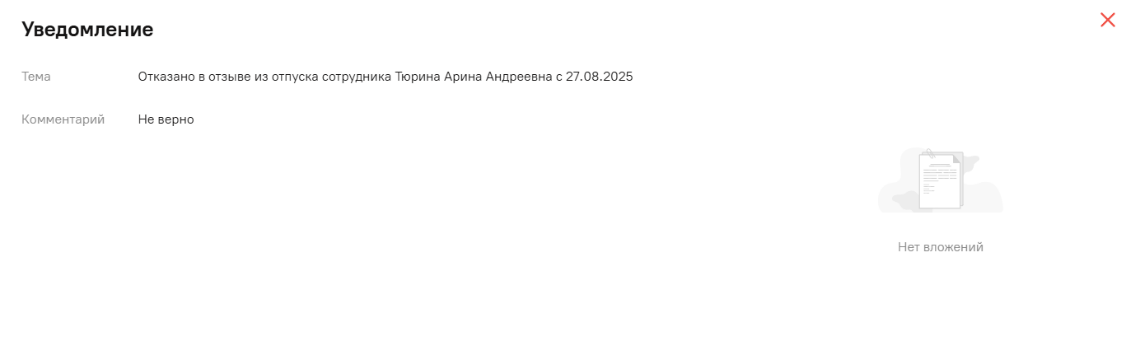 Уведомление
Тема Отказано в отзыве из отпуска сотрудника Тюрина Арина Андреевна с 27.08.2025
Комментарий Не верно
Нет вложений